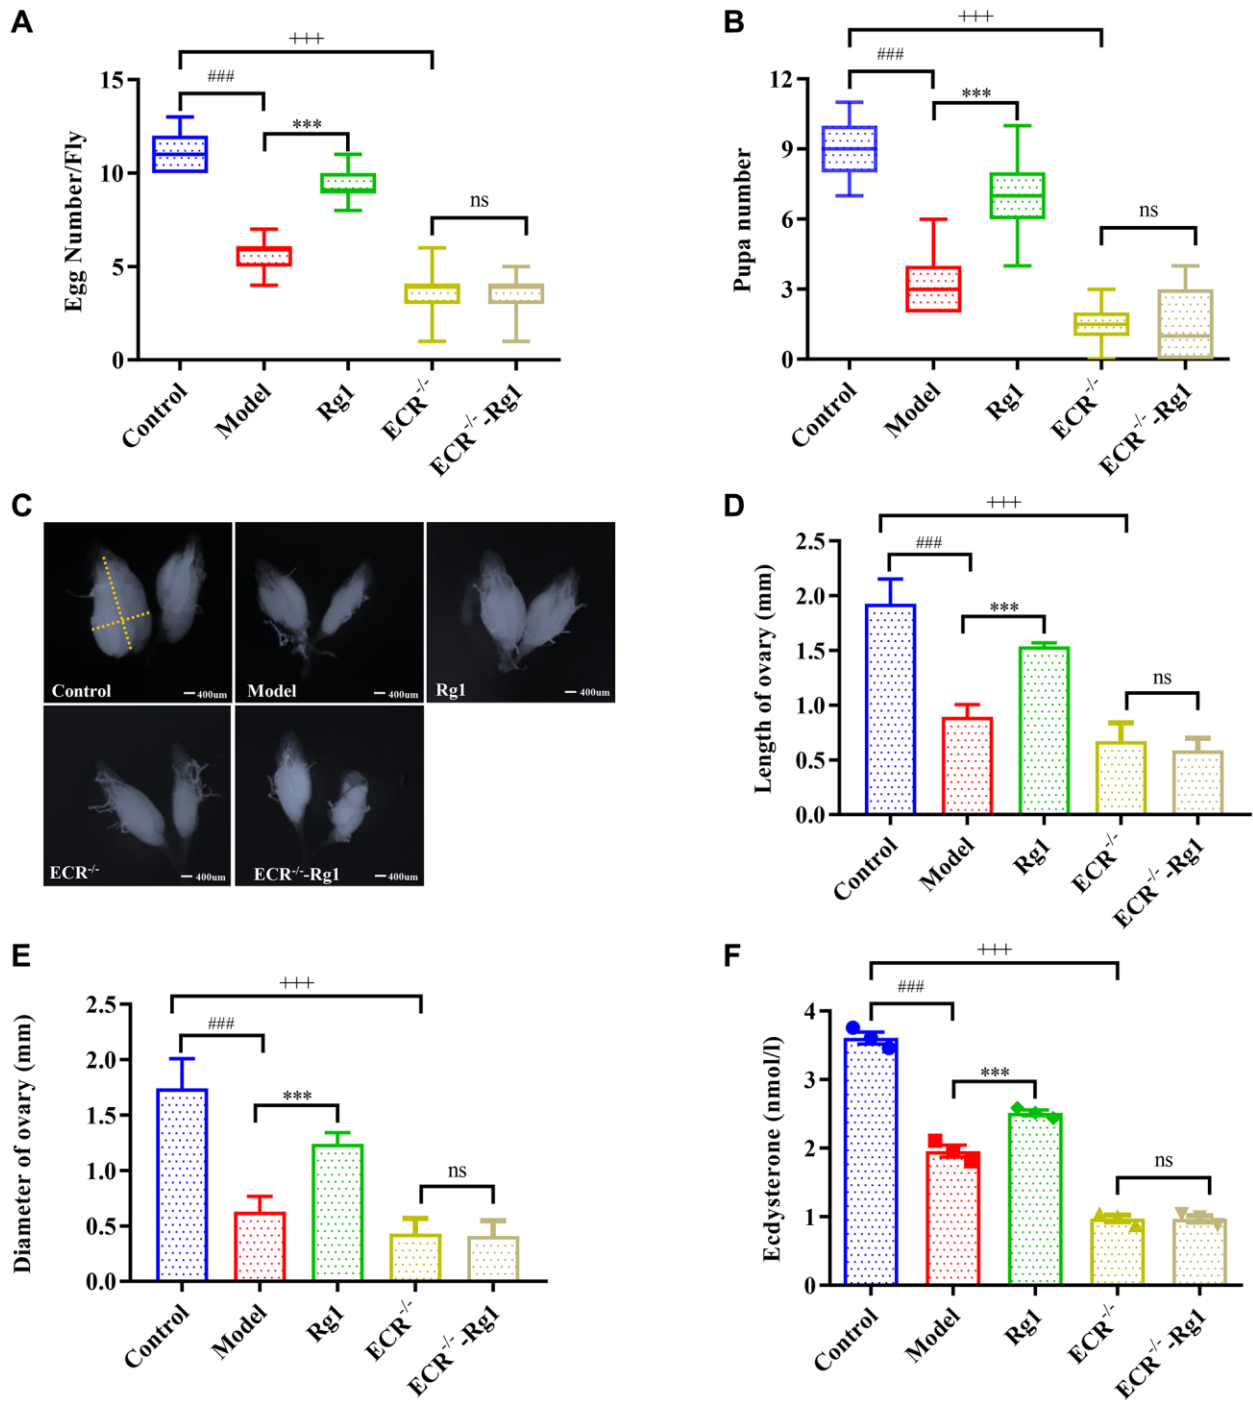 A
Egg Number/Fly
15
10
5
0
+++
###
***
ns
Control
Model
Rg1
ECR-/-
ECR-/--Rg1
B
Pupa number
12
9
6
3
0
+++
###
***
ns
Control
Model
Rg1
ECR-/-
ECR-/--Rg1
C
Control
400um
Model
400um
Rg1
400um
ECR-/-
400um
ECR-/--Rg1
400um
D
Length of ovary (mm)
2.5
2.0
1.5
1.0
0.5
0.0
+++
###
***
ns
Control
Model
Rg1
ECR-/-
ECR-/--Rg1
E
Diameter of ovary (mm)
2.5
2.0
1.5
1.0
0.5
0.0
+++
###
***
ns
Control
Model
Rg1
ECR-/-
ECR-/--Rg1
F
Ecdysterone (nmol/l)
4
3
2
1
0
+++
###
***
ns
Control
Model
Rg1
ECR-/-
ECR-/--Rg1